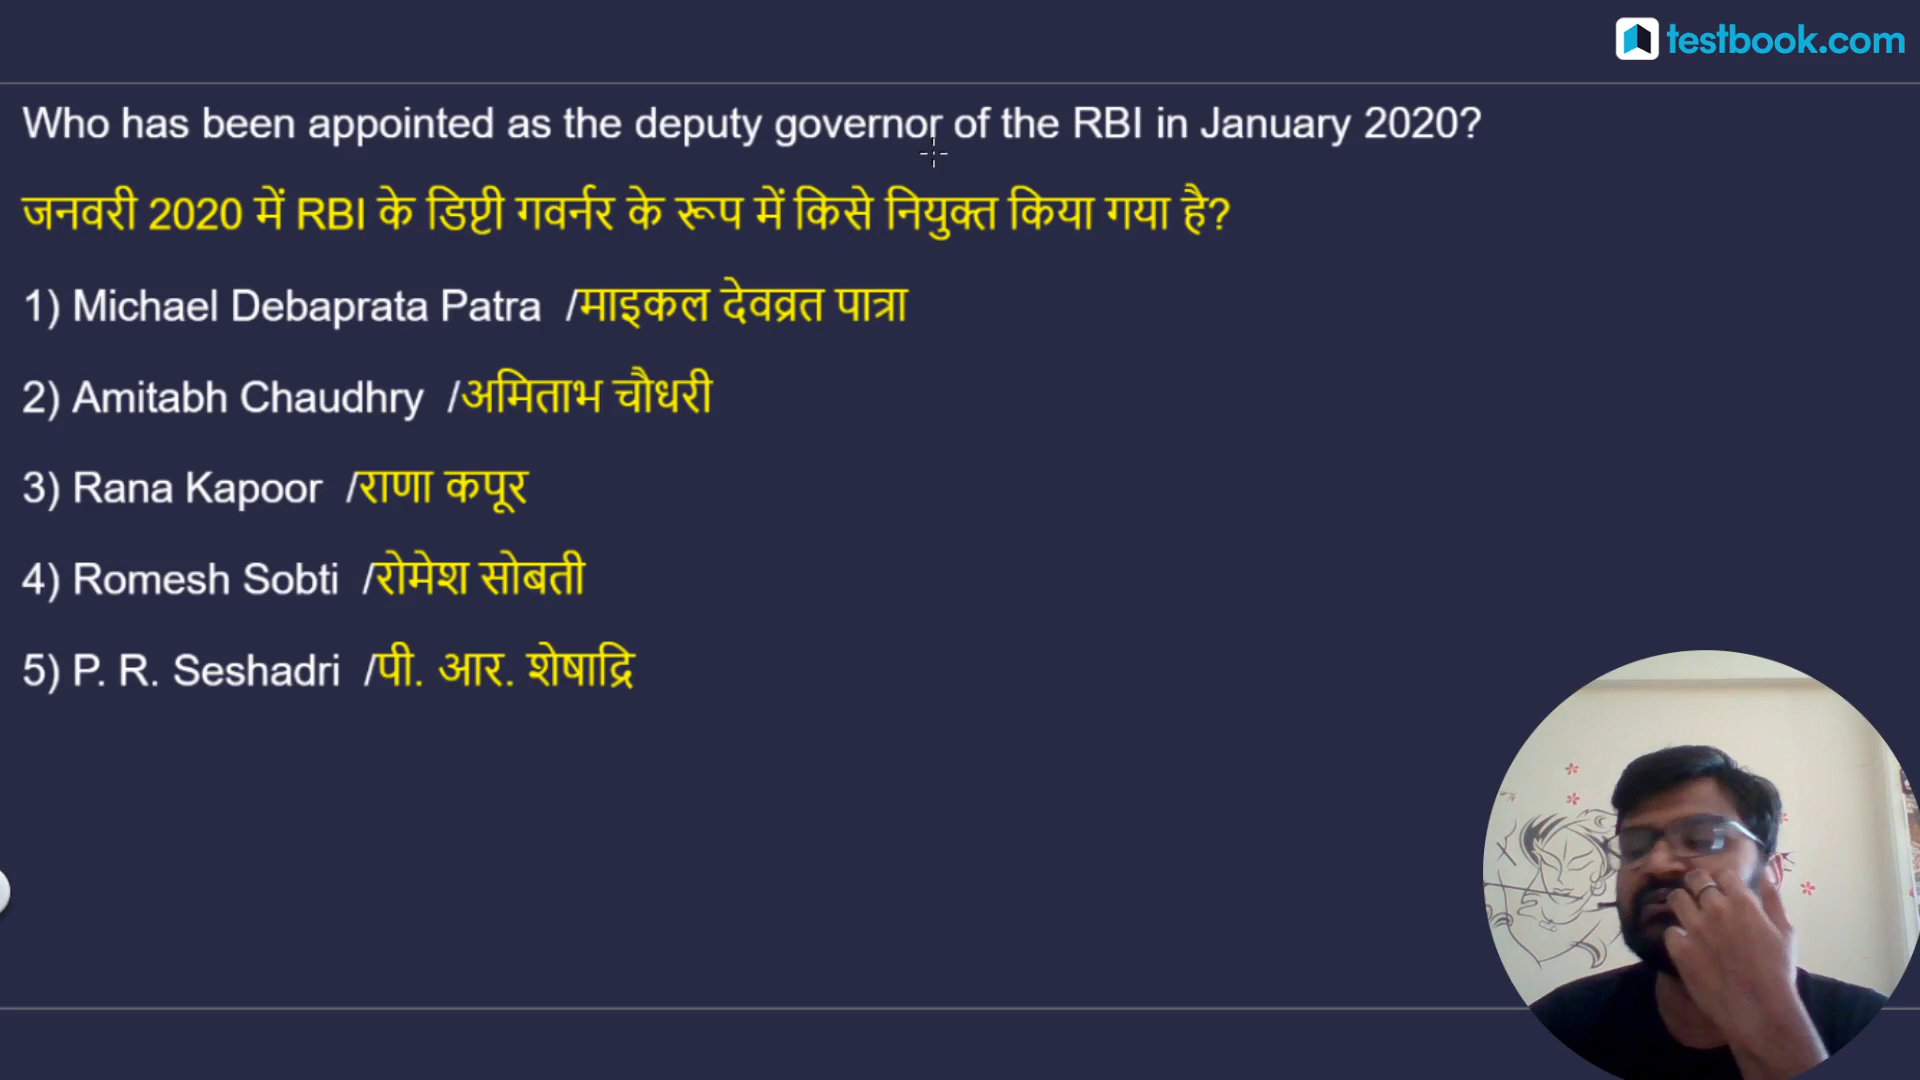 testbook.com
Who has been appointed as the deputy governor of the RBI in January 2020?
जनवरी 2020 में RBI के डिप्टी गवर्नर के रूप में किसे नियुक्त किया गया है?
1) Michael Debaprata Patra /माइकल देवव्रत पात्रा
2) Amitabh Chaudhry /अमिताभ चौधरी
3) Rana Kapoor /राणा कपूर
4) Romesh Sobti /रोमेश सोबती
5) P. R. Seshadri /पी. आर. शेषाद्रि